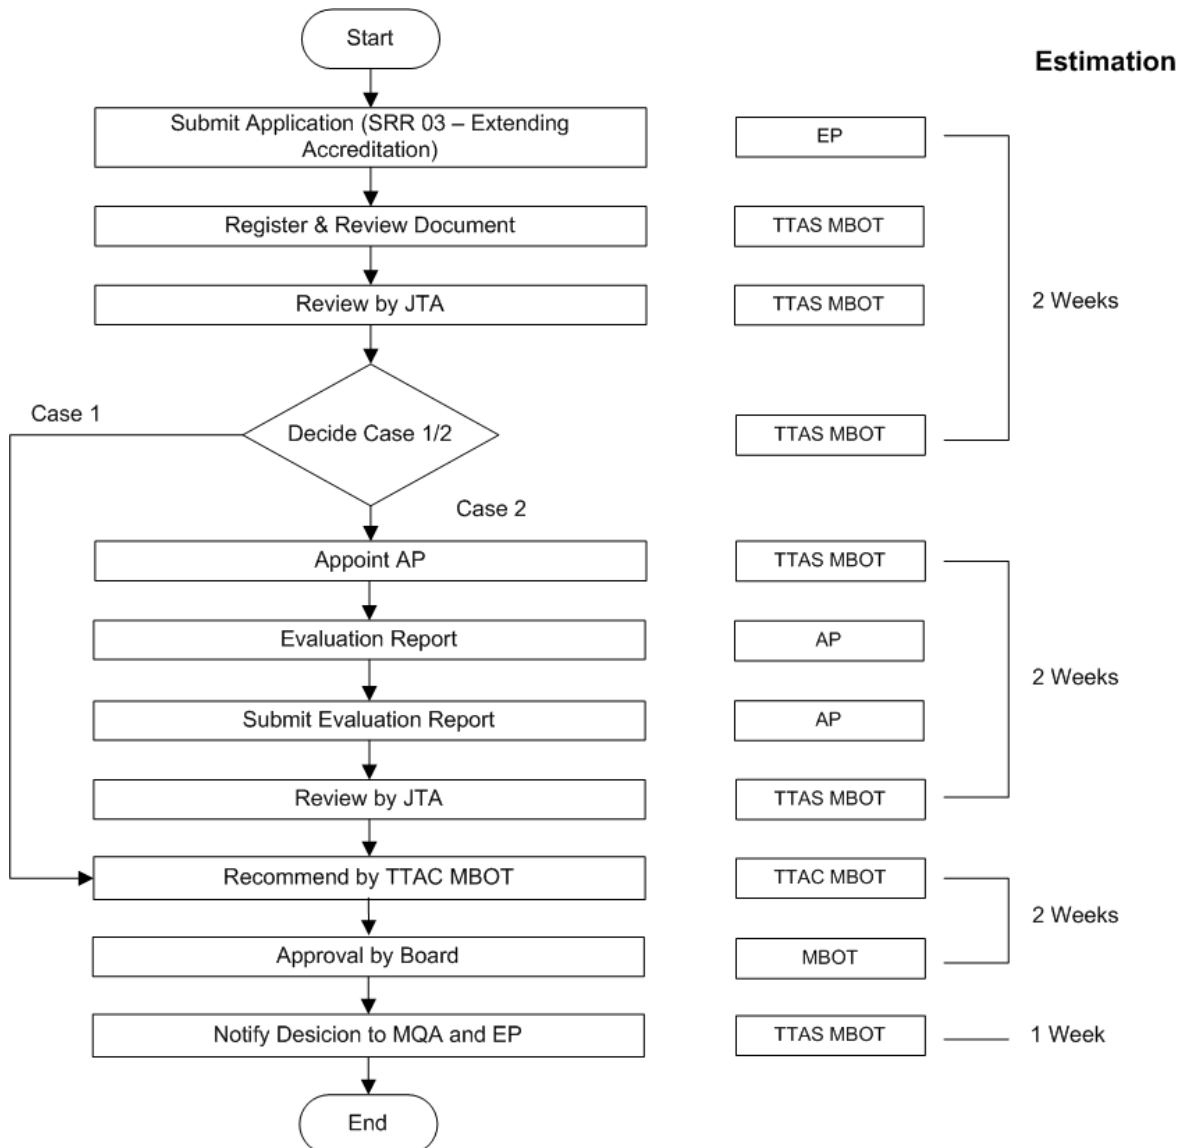 Start
Estimation
Submit Application (SRR 03 – Extending
Accreditation)
EP
Register & Review Document
TTAS MBOT
Review by JTA
TTAS MBOT
2 Weeks
Case 1
Decide Case 1/2
TTAS MBOT
Case 2
Appoint AP
TTAS MBOT
Evaluation Report
AP
2 Weeks
Submit Evaluation Report
AP
Review by JTA
TTAS MBOT
Recommend by TTAC MBOT
TTAC MBOT
2 Weeks
Approval by Board
MBOT
Notify Desicion to MQA and EP
TTAS MBOT
1 Week
End